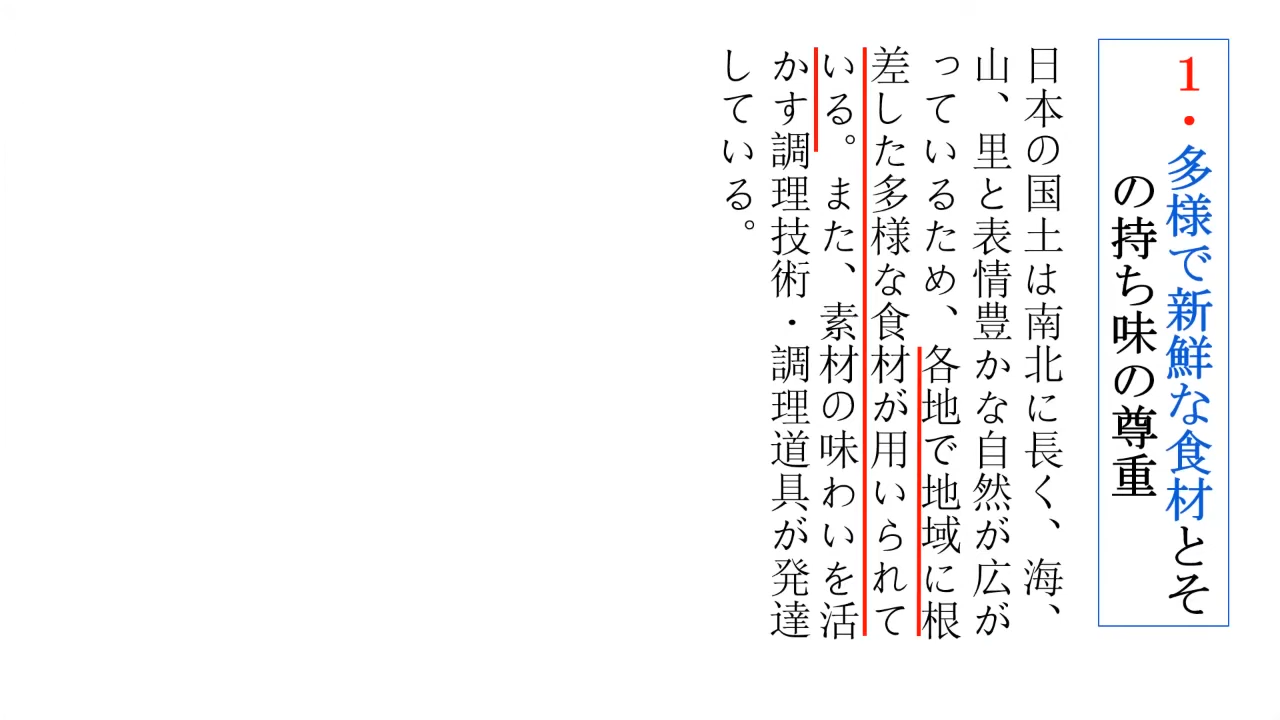 1・多様で新鮮な食材とそ
の持ち味の尊重
日本の国土は南北に長く、海、
山、里と表情豊かな自然が広が
っているため、各地で地域に根
差した多様な食材が用いられて
いる。また、素材の味わいを活
かす調理技術・調理道具が発達
している。